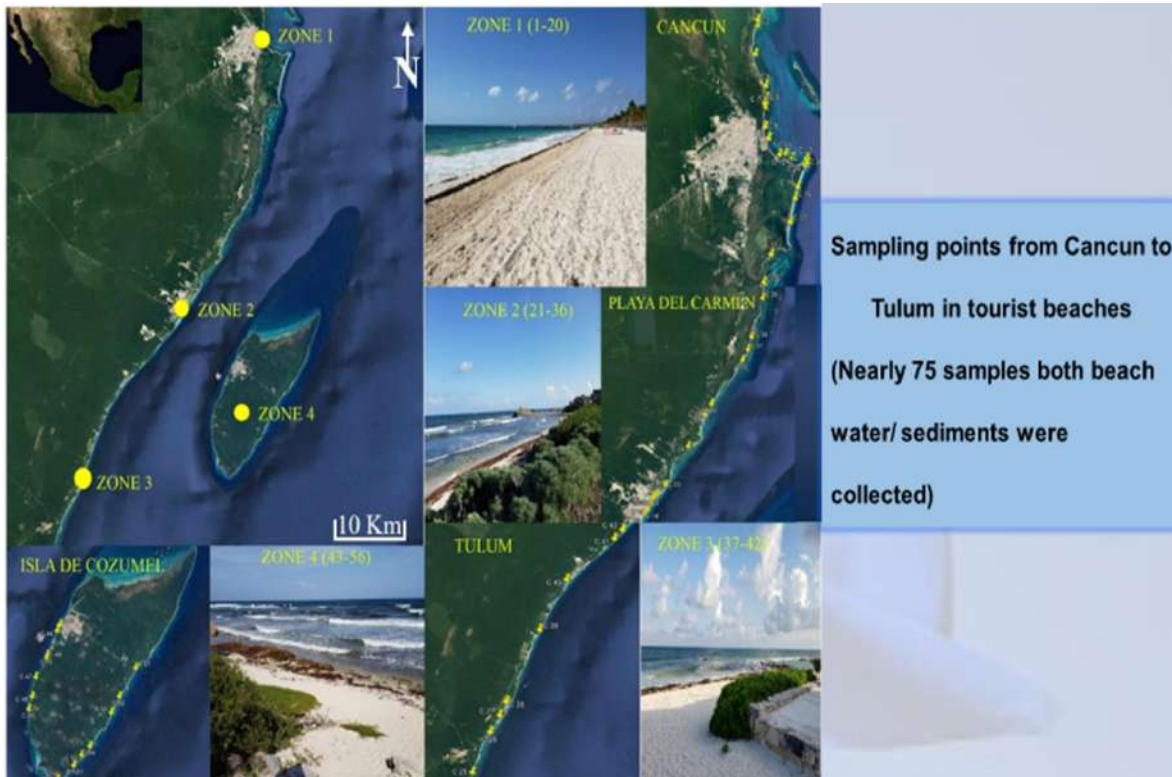 ZONE 1
N
ZONE 2
ZONE 4
ZONE 3
10 Km
ZONE 1 (1-20)
CANCUN
ZONE 2 (21-36)
PLAYA DEL CARMEN
ISLA DE COZUMEL
ZONE 4 (43-56)
TULUM
ZONE 3 (37-42)
Sampling points from Cancun to
Tulum in tourist beaches
(Nearly 75 samples both beach
water/ sediments were
collected)